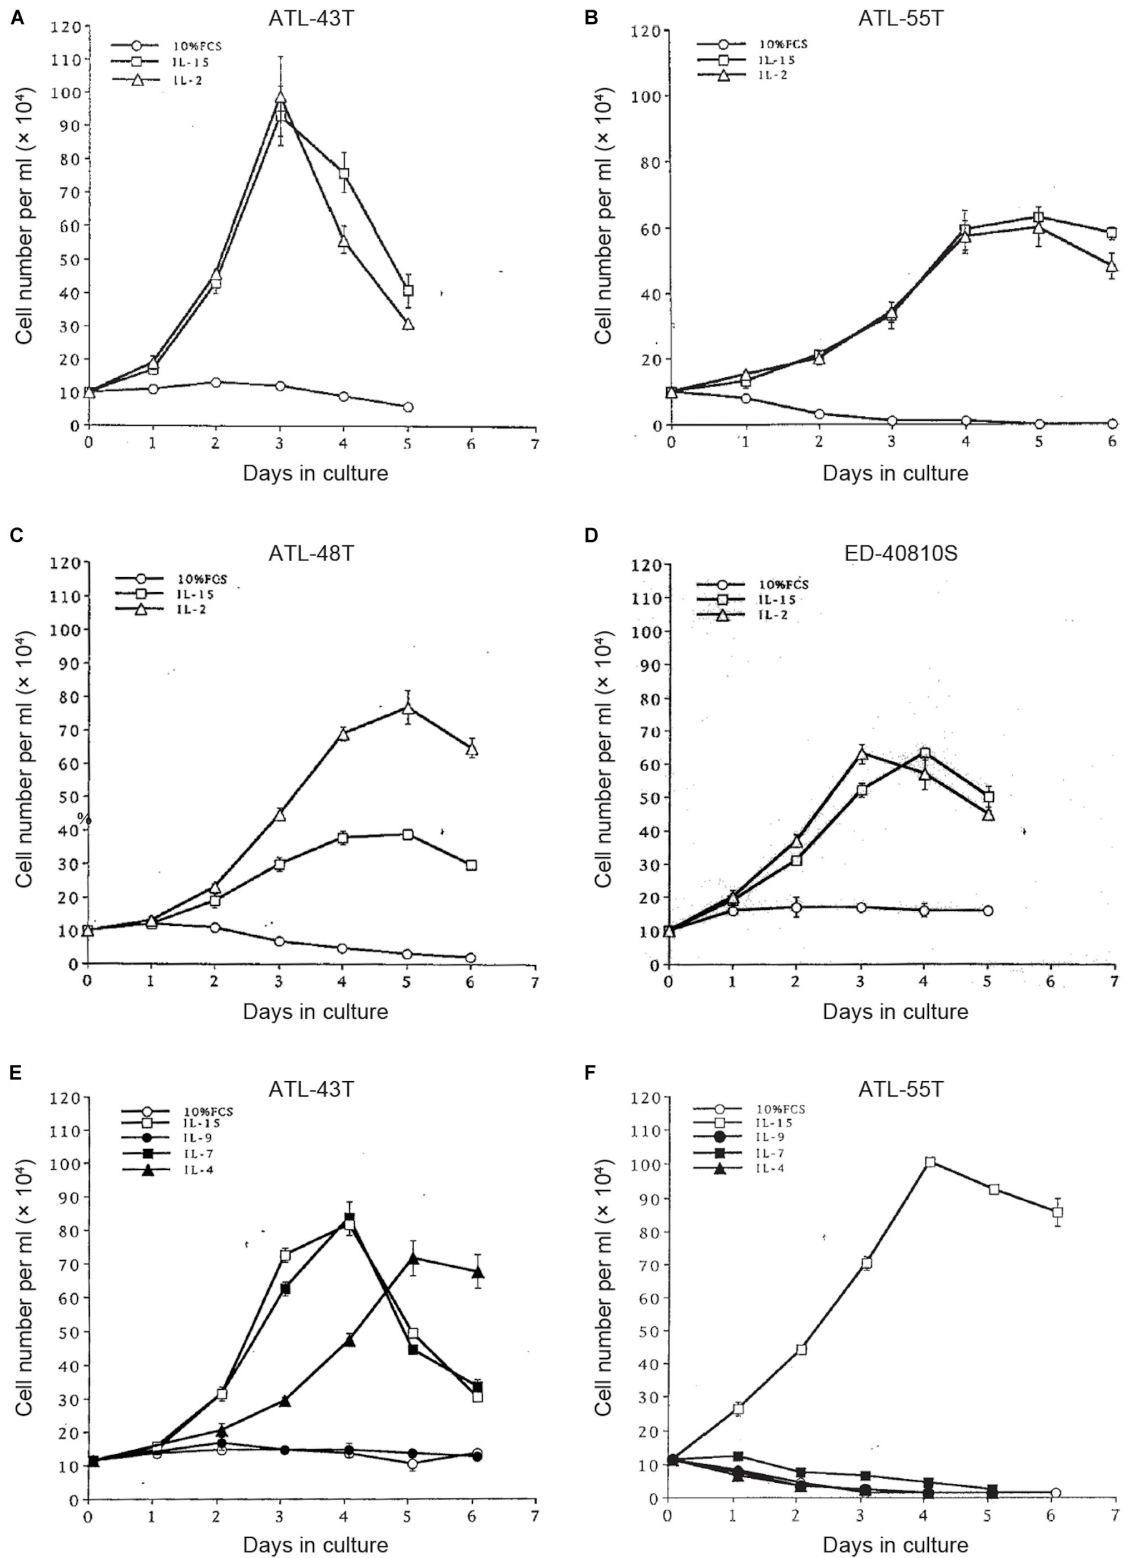 A
ATL-43T
Cell number per ml (× 10⁴)
120
110
100
90
80
70
60
50
40
30
20
10
0
10%FCS
IL-15
IL-2
0 1 2 3 4 5 6 7
Days in culture
B
ATL-55T
Cell number per ml (× 10⁴)
120
100
80
60
40
20
0
10%FCS
IL-15
IL-2
0 1 2 3 4 5 6
Days in culture
C
ATL-48T
Cell number per ml (× 10⁴)
120
110
100
90
80
70
60
50
%
40
30
20
10
0
10%FCS
IL-15
IL-2
0 1 2 3 4 5 6 7
Days in culture
D
ED-40810S
Cell number per ml (× 10⁴)
120
100
80
70
60
50
40
30
20
10
0
10%FCS
IL-15
IL-2
0 1 2 3 4 5 6 7
Days in culture
E
ATL-43T
Cell number per ml (× 10⁴)
120
110
100
90
80
70
60
50
40
30
20
10
0
10%FCS
IL-15
IL-9
IL-7
IL-4
0 1 2 3 4 5 6 7
Days in culture
F
ATL-55T
Cell number per ml (× 10⁴)
120
110
100
90
80
70
60
50
40
30
20
10
0
10%FCS
IL-15
IL-9
IL-7
IL-4
0 1 2 3 4 5 6 7
Days in culture